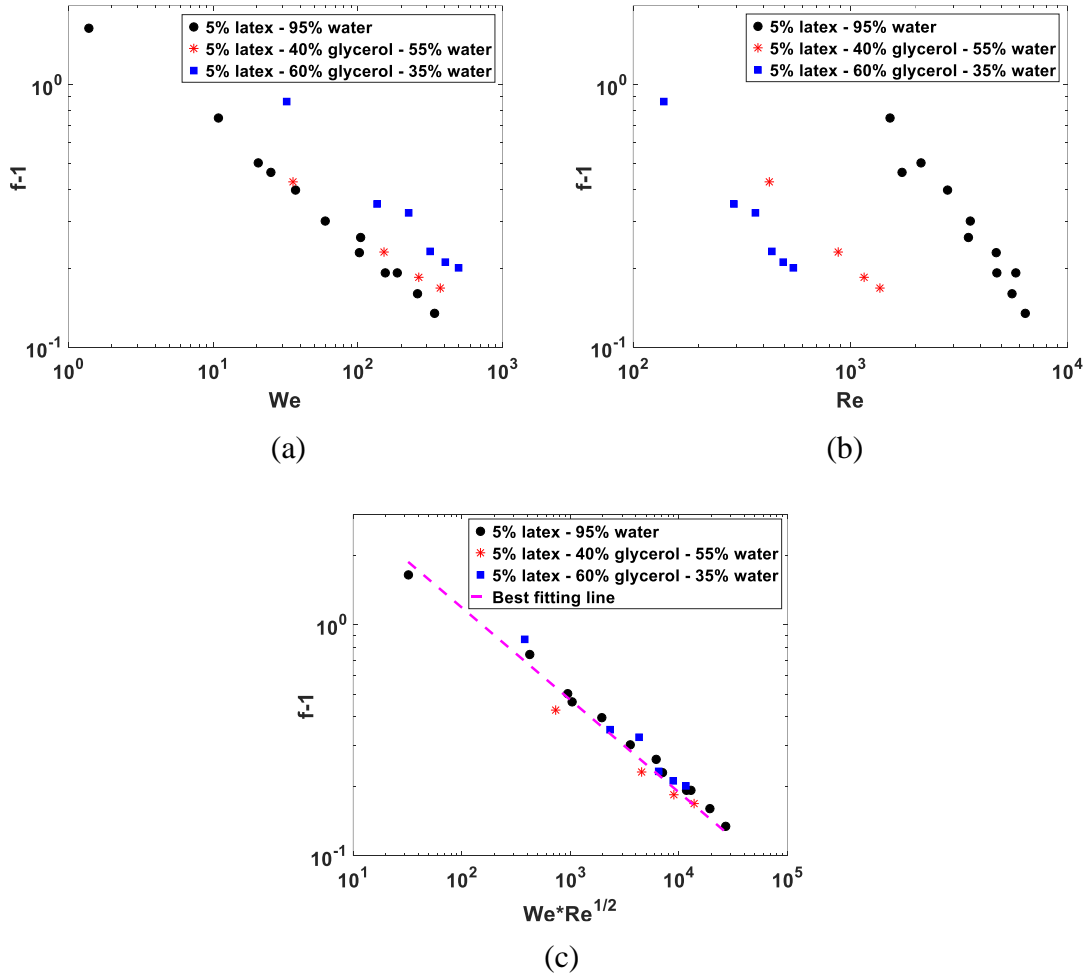 5% latex - 95% water
5% latex - 40% glycerol - 55% water
5% latex - 60% glycerol - 35% water
10^0
f-1
10^-1
10^0 10^1 10^2 10^3
We
(a)
5% latex - 95% water
5% latex - 40% glycerol - 55% water
5% latex - 60% glycerol - 35% water
10^0
f-1
10^-1
10^2 10^3 10^4
Re
(b)
5% latex - 95% water
5% latex - 40% glycerol - 55% water
5% latex - 60% glycerol - 35% water
Best fitting line
10^0
f-1
10^-1
10^1 10^2 10^3 10^4 10^5
We*Re^1/2
(c)